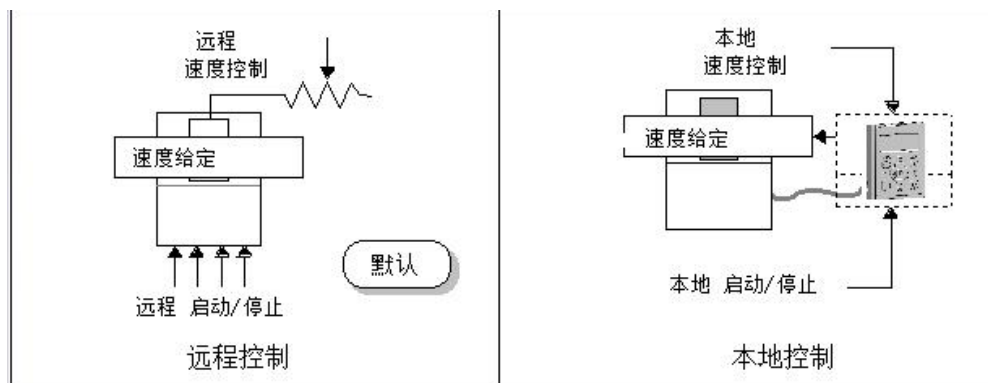 远程
速度控制
速度给定
默认
远程 启动/停止
远程控制
本地
速度控制
速度给定
本地 启动/停止
本地控制